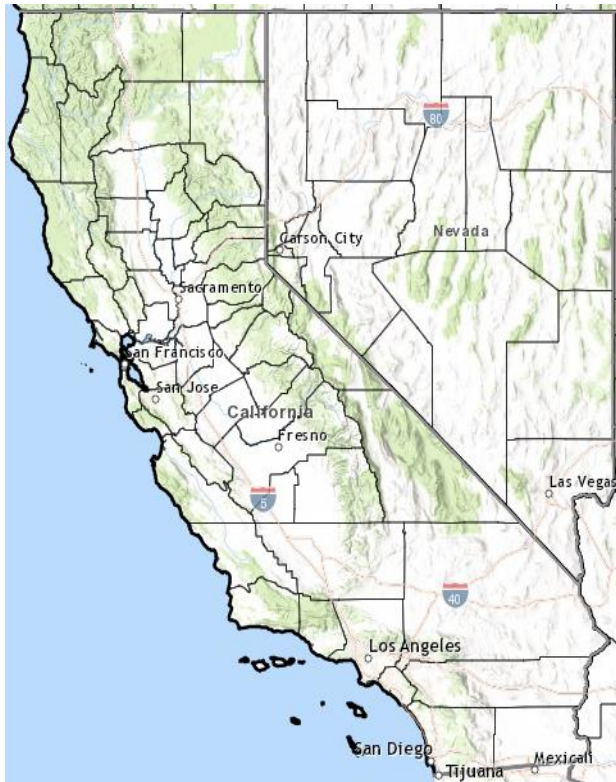 80
Nevada
Carson City
Sacramento
San Francisco
San Jose
California
Fresno
Las Vegas
5
40
Los Angeles
San Diego
Mexicali
Tijuana